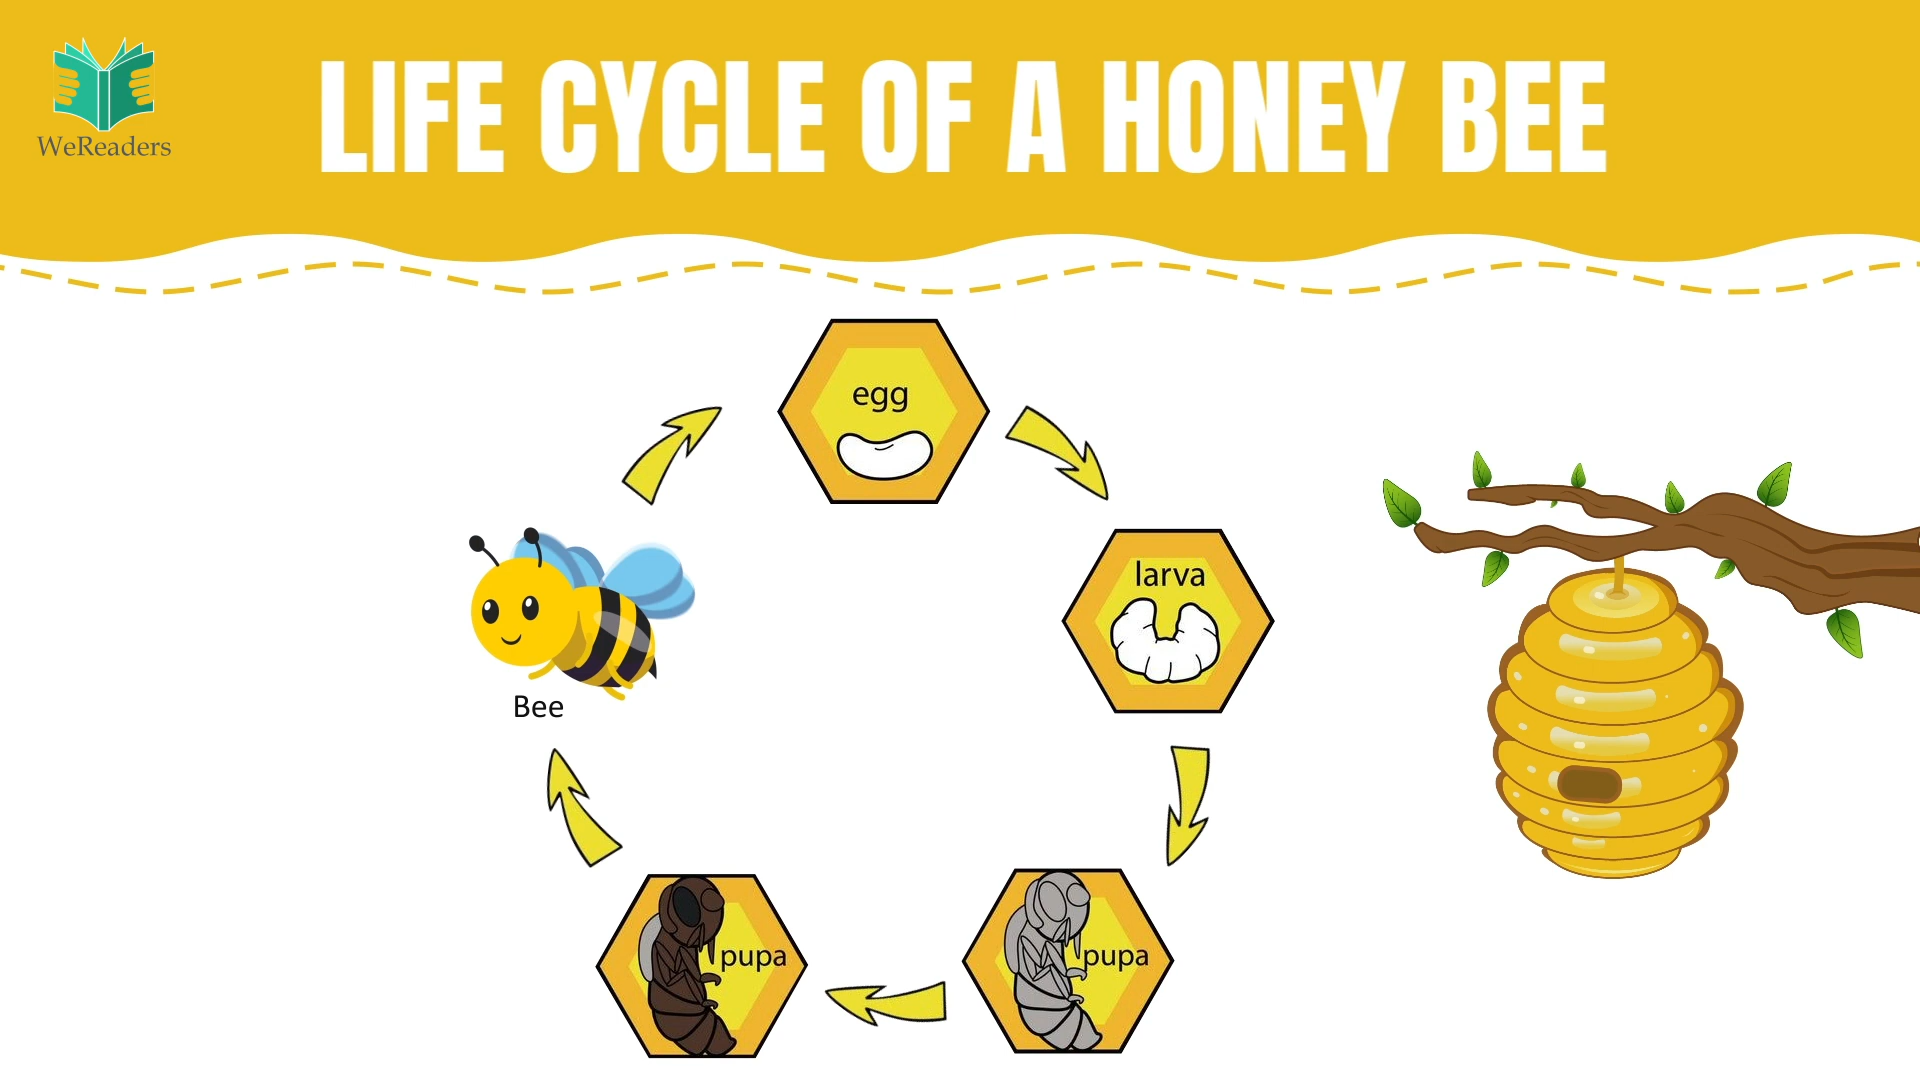 WeReaders
LIFE CYCLE OF A HONEY BEE
egg
larva
Bee
pupa
pupa